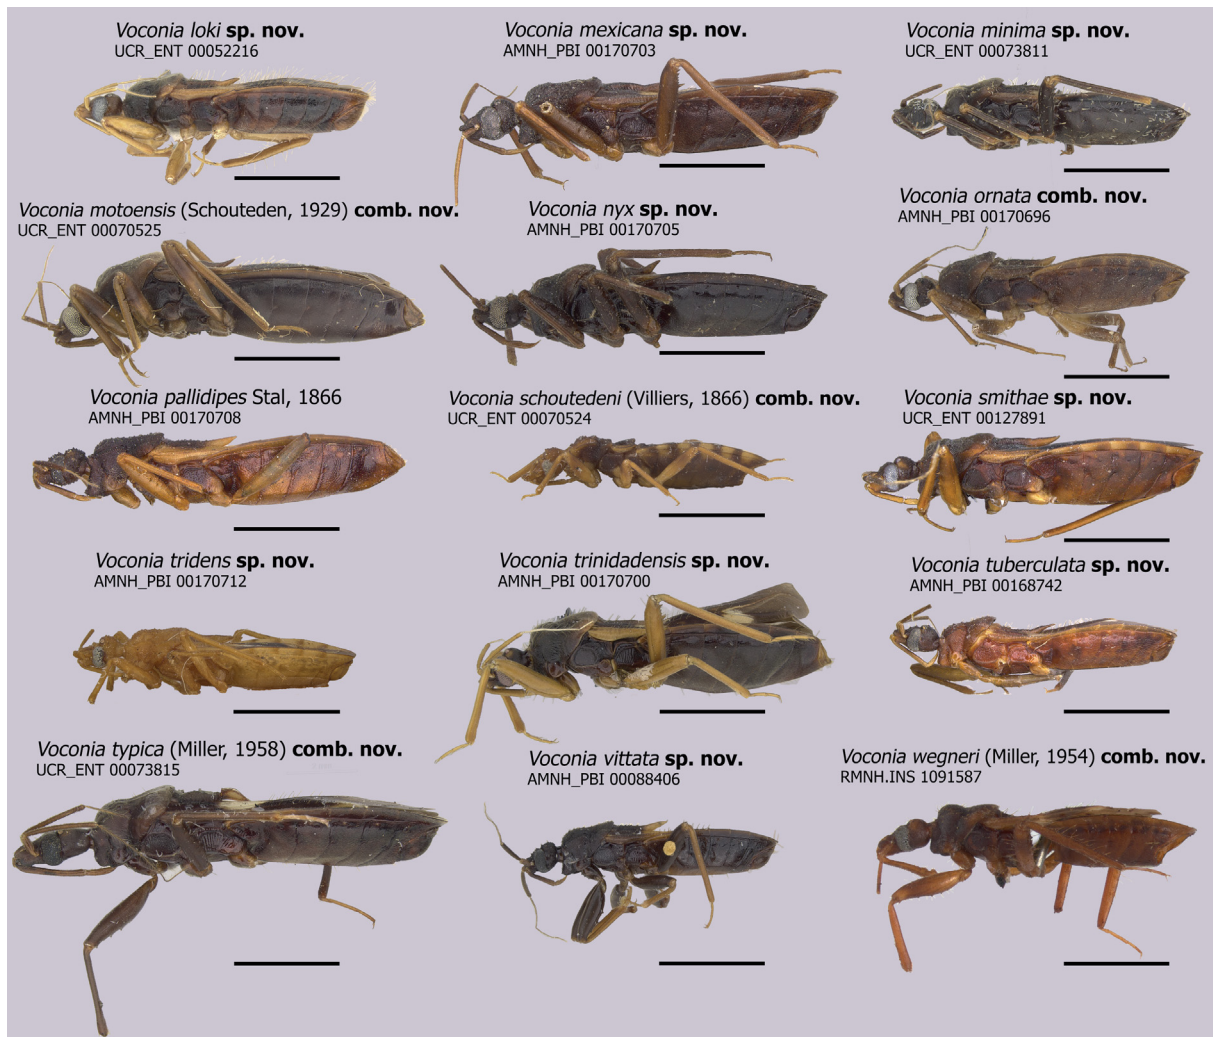 Voconia loki sp. nov.
UCR_ENT 00052216
Voconia mexicana sp. nov.
AMNH_PBI 00170703
Voconia minima sp. nov.
UCR_ENT 00073811
Voconia motoensis (Schouteden, 1929) comb. nov.
UCR_ENT 00070525
Voconia nyx sp. nov.
AMNH_PBI 00170705
Voconia ornata comb. nov.
AMNH_PBI 00170696
Voconia pallidipes Stal, 1866
AMNH_PBI 00170708
Voconia schoutedeni (Villiers, 1866) comb. nov.
UCR_ENT 00070524
Voconia smithae sp. nov.
UCR_ENT 00127891
Voconia tridens sp. nov.
AMNH_PBI 00170712
Voconia trinidadensis sp. nov.
AMNH_PBI 00170700
Voconia tuberculata sp. nov.
AMNH_PBI 00168742
Voconia typica (Miller, 1958) comb. nov.
UCR_ENT 00073815
Voconia vittata sp. nov.
AMNH_PBI 00088406
Voconia wegneri (Miller, 1954) comb. nov.
RMNH.INS 1091587